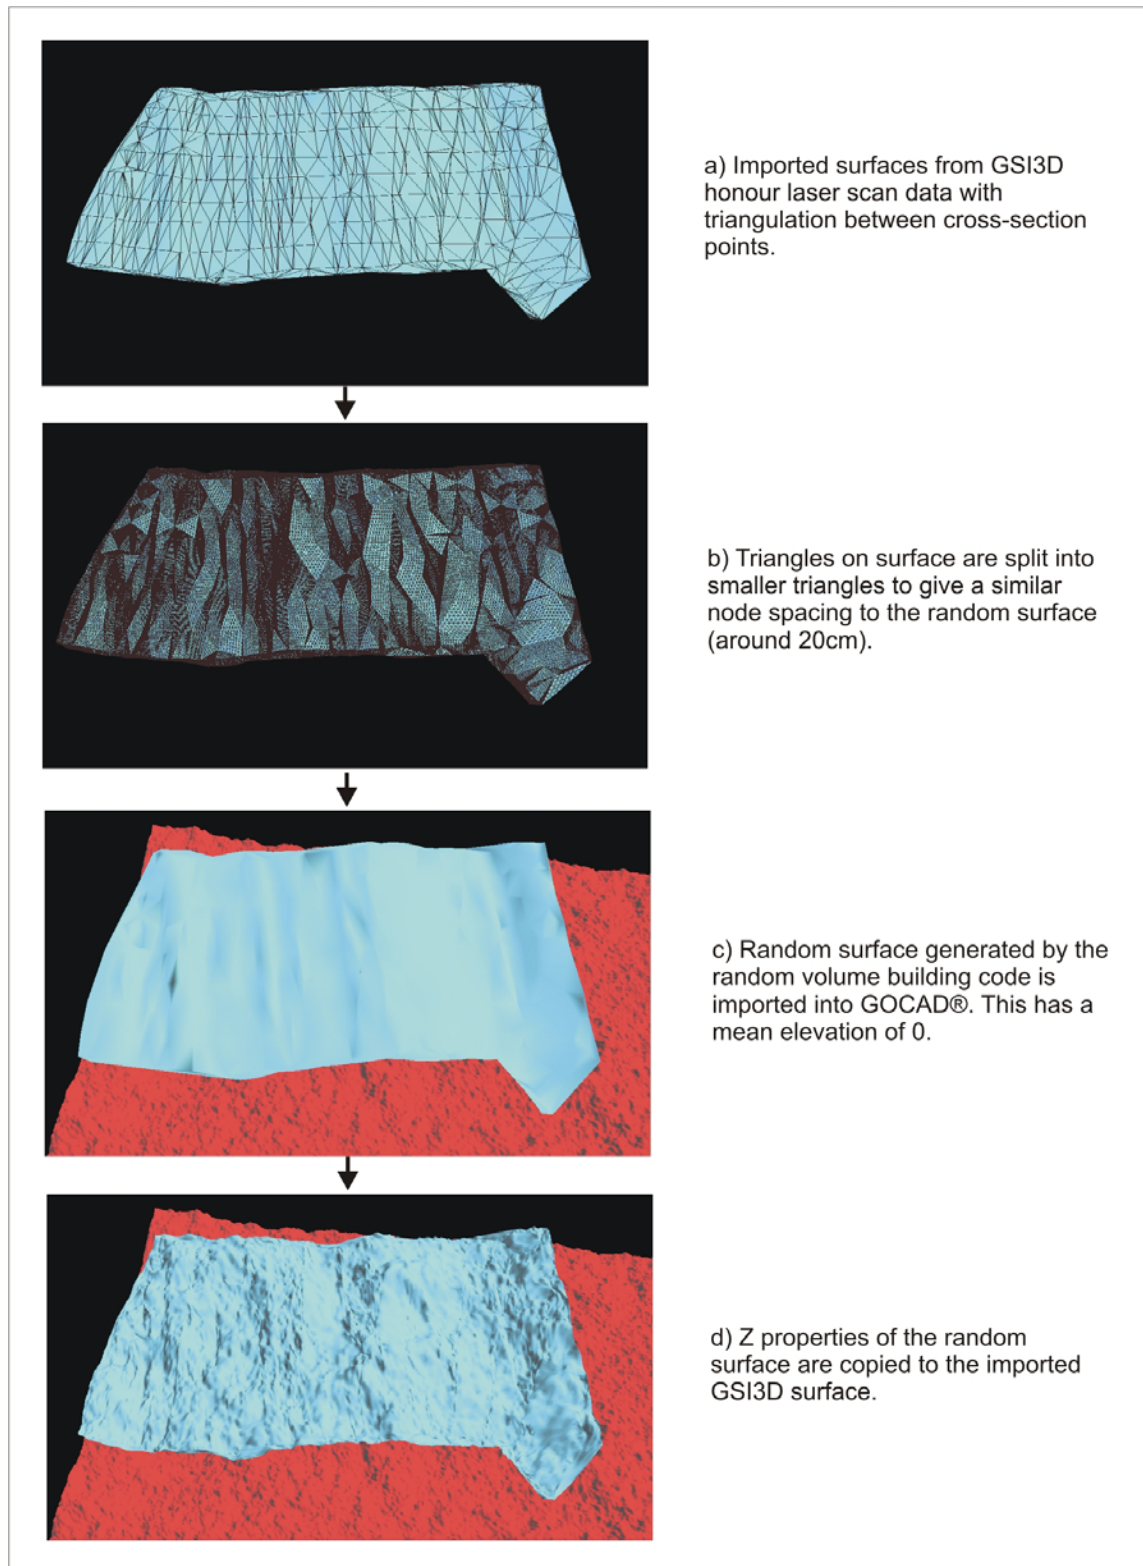 a) Imported surfaces from GSI3D
honour laser scan data with
triangulation between cross-section
points.
b) Triangles on surface are split into
smaller triangles to give a similar
node spacing to the random surface
(around 20cm).
c) Random surface generated by the
random volume building code is
imported into GOCAD®. This has a
mean elevation of 0.
d) Z properties of the random
surface are copied to the imported
GSI3D surface.